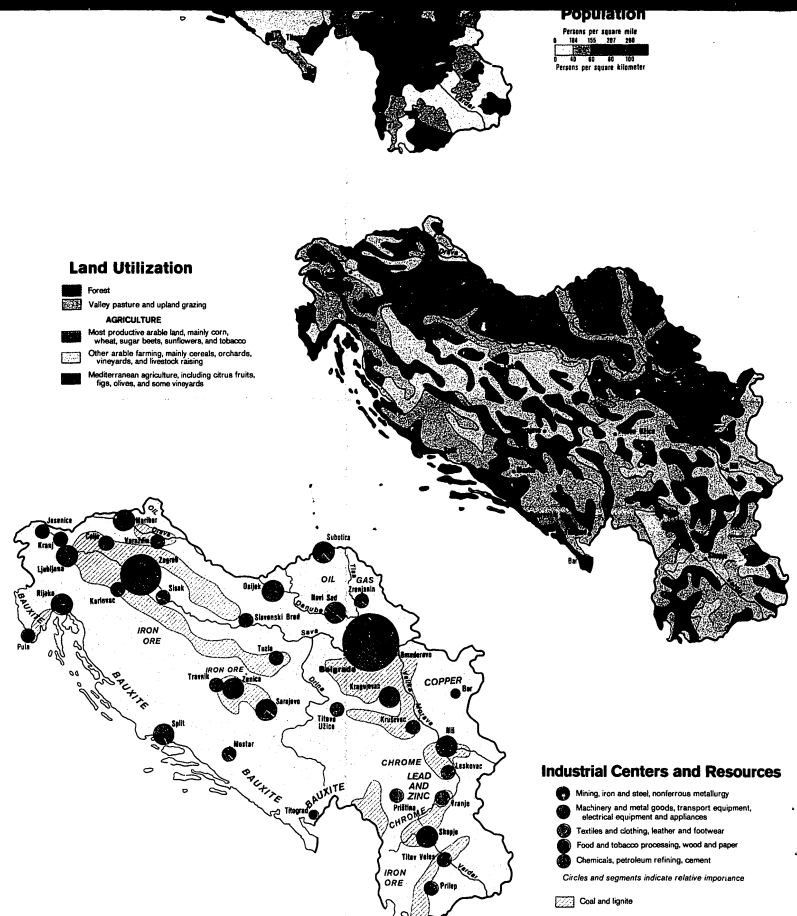 Population
Persons per square mile
0 104 155 207 260
0 40 60 80 100
Persons per square kilometer
Vardar
Land Utilization
Forest
Valley pasture and upland grazing
AGRICULTURE
Most productive arable land, mainly corn,
wheat, sugar beets, sunflowers, and tobacco
Other arable farming, mainly cereals, orchards,
vineyards, and livestock raising
Mediterranean agriculture, including citrus fruits,
figs, olives, and some vineyards
Jesenice
Kranj
Ljubljana
Maribor
OIL
Drava
Celje
Varaždin
Zagreb
Sisak
Karlovac
Rijeka
BAUXITE
Pula
IRON
ORE
Subotica
OIL
Tisa
GAS
Zrenjanin
Osijek
Novi Sad
Danube
Slavonski Brod
Sava
Tuzla
Belgrade
Smederevo
IRON ORE
Travnik
Zenica
Sarajevo
Drina
Kragujevac
Velika
Morava
COPPER
Bor
BAUXITE
Split
Mostar
Titovo
Užice
Kruševac
Niš
Leskovac
CHROME
LEAD
AND
ZINC
BAUXITE
BAUXITE
Titograd
Priština
Vranje
CHROME
Skopje
Titov Veles
Vardar
IRON
ORE
Prilep
Industrial Centers and Resources
Mining, iron and steel, nonferrous metallurgy
Machinery and metal goods, transport equipment,
electrical equipment and appliances
Textiles and clothing, leather and footwear
Food and tobacco processing, wood and paper
Chemicals, petroleum refining, cement
Circles and segments indicate relative importance
Coal and lignite